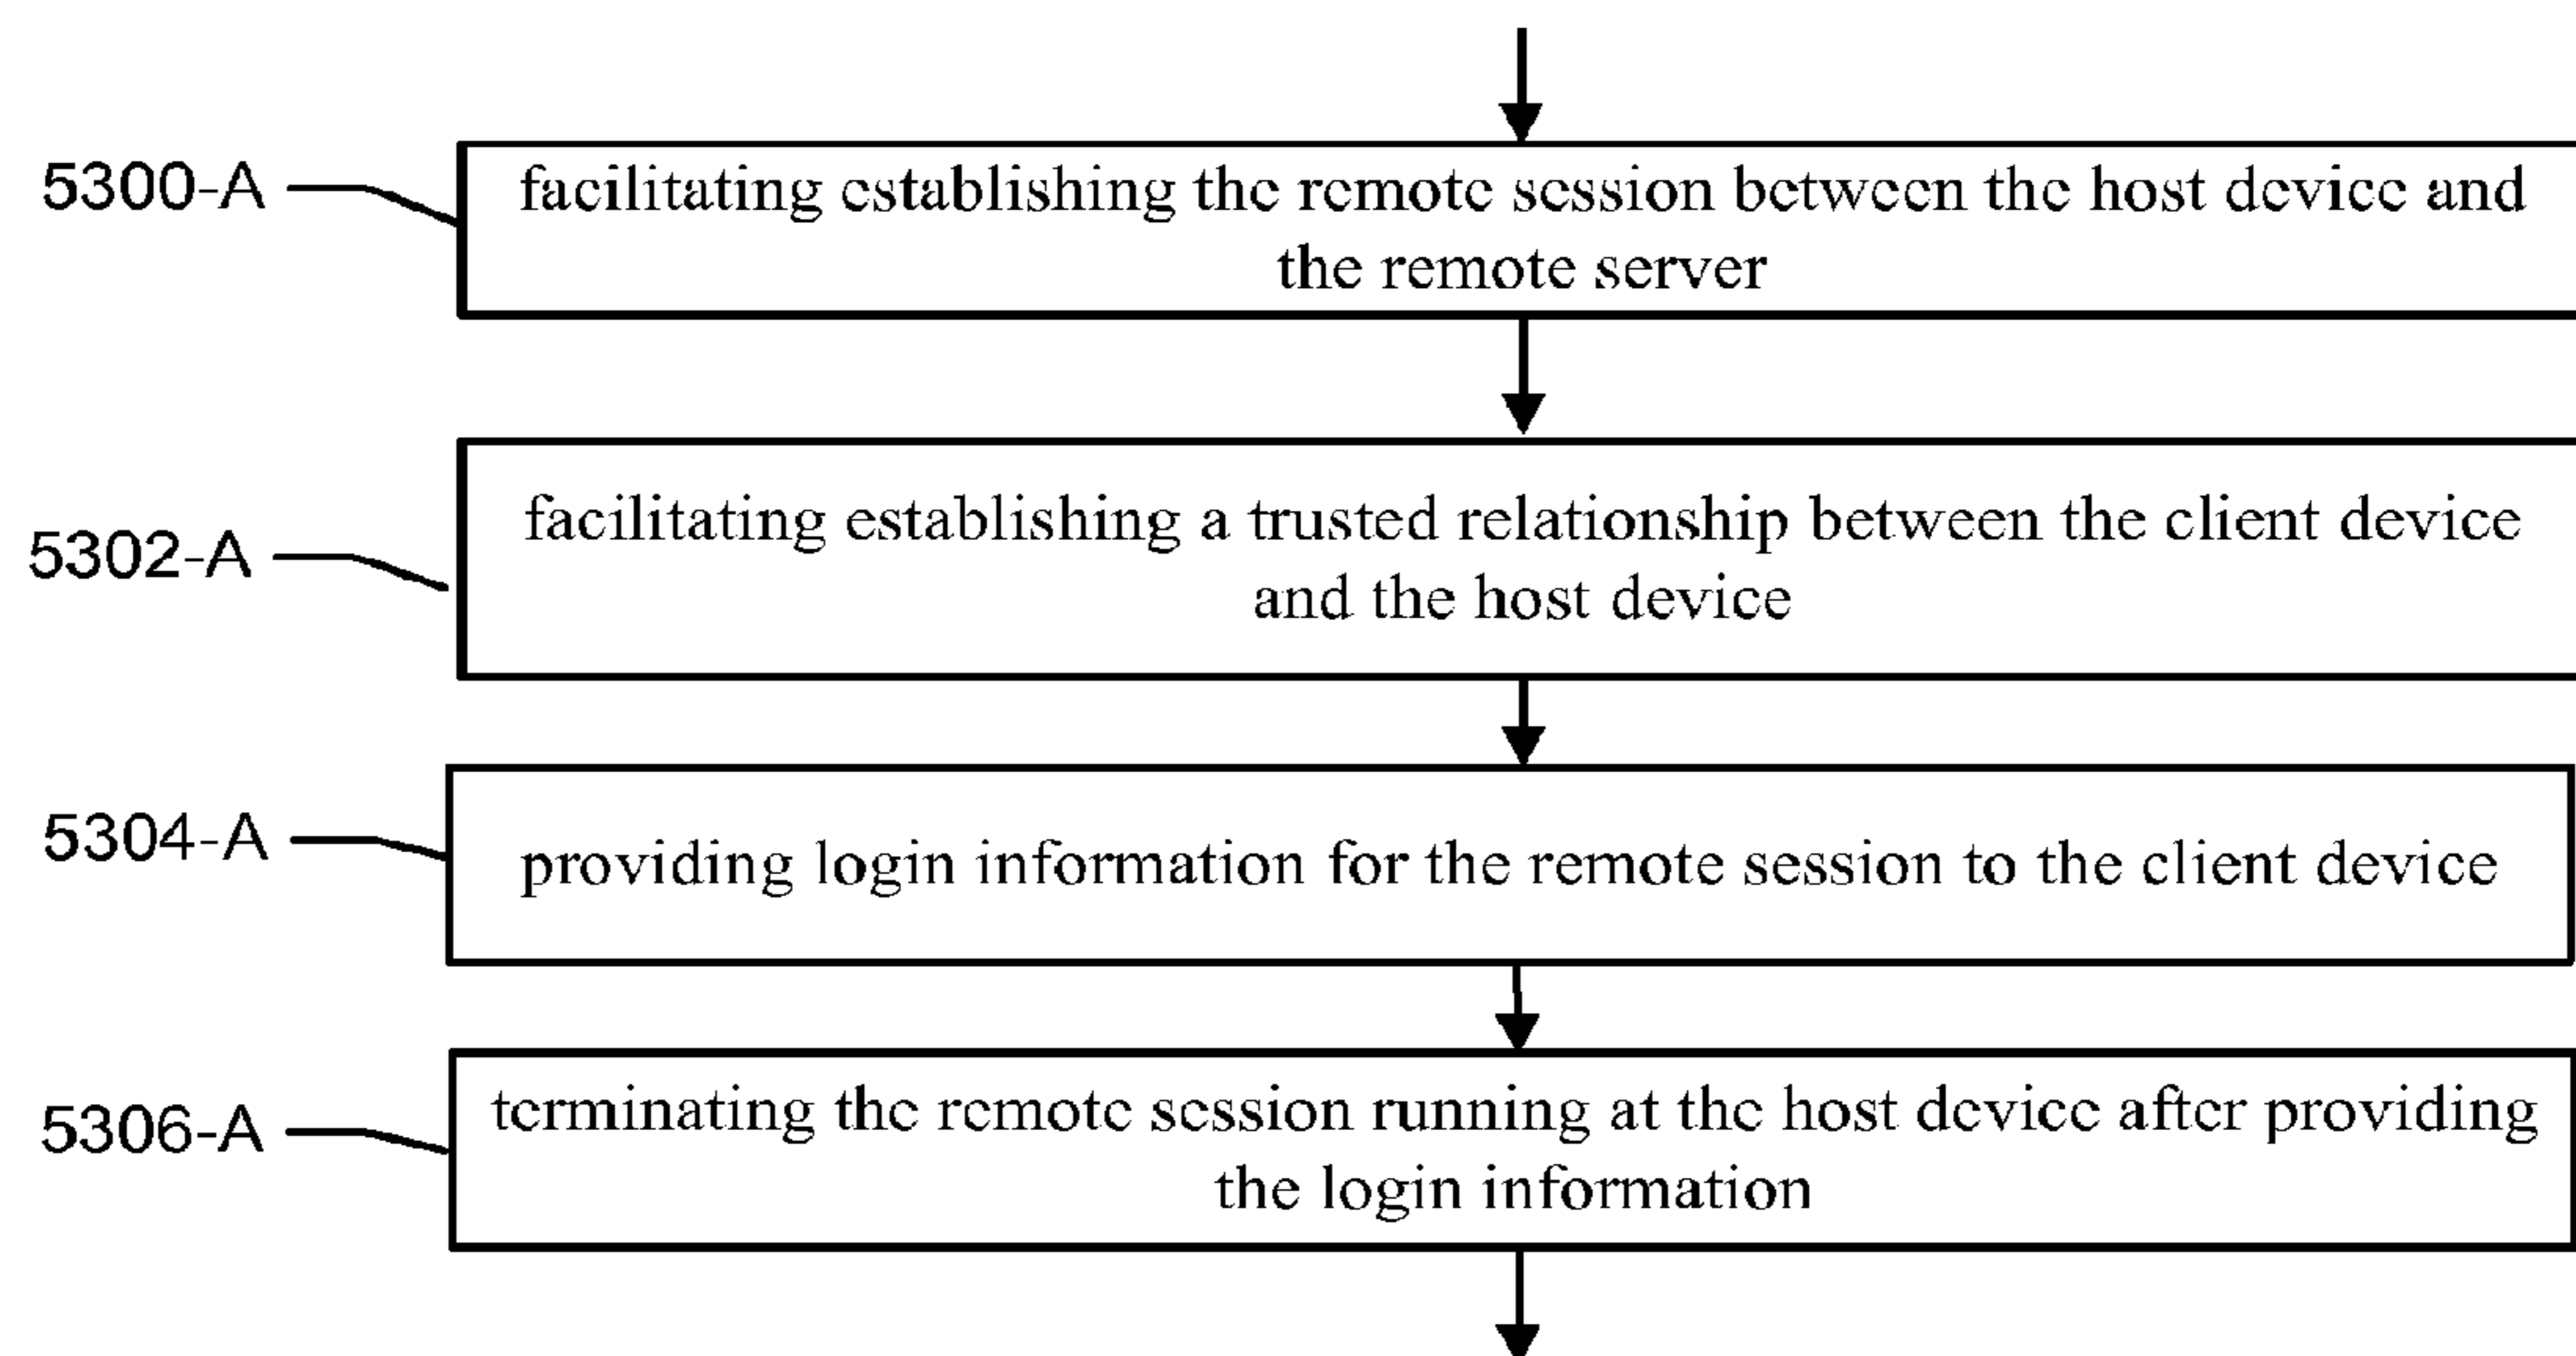 5300-A
facilitating establishing the remote session between the host device and
the remote server
5302-A
facilitating establishing a trusted relationship between the client device
and the host device
5304-A
providing login information for the remote session to the client device
5306-A
terminating the remote session running at the host device after providing
the login information